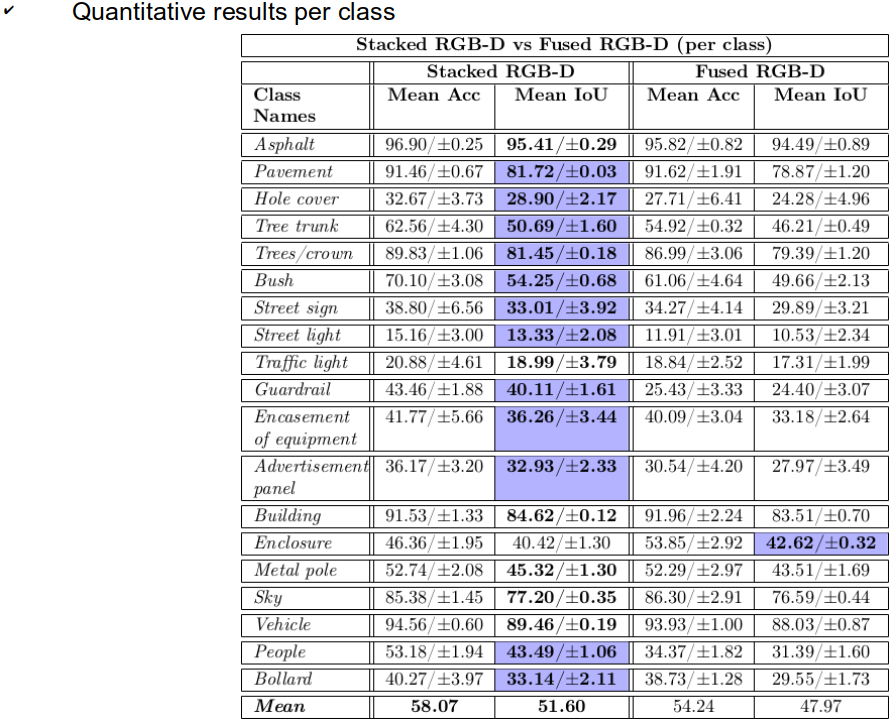 ✓ Quantitative results per class
Stacked RGB-D vs Fused RGB-D (per class)
Stacked RGB-D Fused RGB-D
Class Names Mean Acc Mean IoU Mean Acc Mean IoU
Asphalt 96.90/±0.25 95.41/±0.29 95.82/±0.82 94.49/±0.89
Pavement 91.46/±0.67 81.72/±0.03 91.62/±1.91 78.87/±1.20
Hole cover 32.67/±3.73 28.90/±2.17 27.71/±6.41 24.28/±4.96
Tree trunk 62.56/±4.30 50.69/±1.60 54.92/±0.32 46.21/±0.49
Trees/crown 89.83/±1.06 81.45/±0.18 86.99/±3.06 79.39/±1.20
Bush 70.10/±3.08 54.25/±0.68 61.06/±4.64 49.66/±2.13
Street sign 38.80/±6.56 33.01/±3.92 34.27/±4.14 29.89/±3.21
Street light 15.16/±3.00 13.33/±2.08 11.91/±3.01 10.53/±2.34
Traffic light 20.88/±4.61 18.99/±3.79 18.84/±2.52 17.31/±1.99
Guardrail 43.46/±1.88 40.11/±1.61 25.43/±3.33 24.40/±3.07
Encasement of equipment 41.77/±5.66 36.26/±3.44 40.09/±3.04 33.18/±2.64
Advertisement panel 36.17/±3.20 32.93/±2.33 30.54/±4.20 27.97/±3.49
Building 91.53/±1.33 84.62/±0.12 91.96/±2.24 83.51/±0.70
Enclosure 46.36/±1.95 40.42/±1.30 53.85/±2.92 42.62/±0.32
Metal pole 52.74/±2.08 45.32/±1.30 52.29/±2.97 43.51/±1.69
Sky 85.38/±1.45 77.20/±0.35 86.30/±2.91 76.59/±0.44
Vehicle 94.56/±0.60 89.46/±0.19 93.93/±1.00 88.03/±0.87
People 53.18/±1.94 43.49/±1.06 34.37/±1.82 31.39/±1.60
Bollard 40.27/±3.97 33.14/±2.11 38.73/±1.28 29.55/±1.73
Mean 58.07 51.60 54.24 47.97